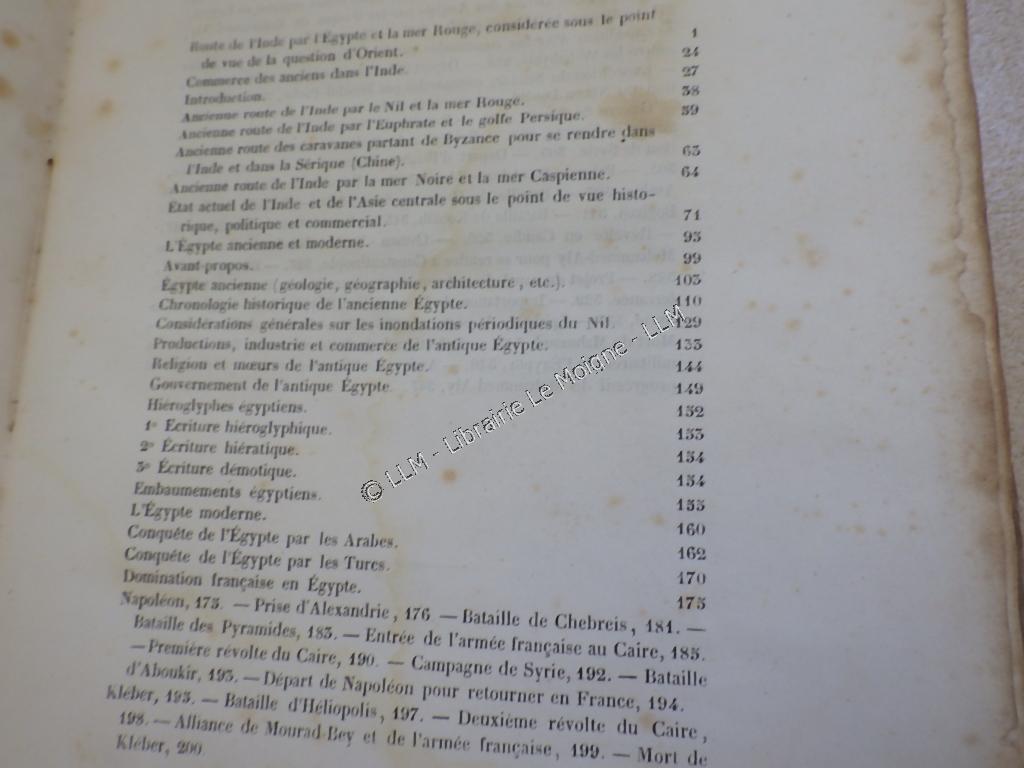 Route de l'Inde par l'Égypte et la mer Rouge, considérée sous le point
de vue de la question d'Orient. 1
Commerce des anciens dans l'Inde. 24
Introduction. 27
Ancienne route de l'Inde par le Nil et la mer Rouge. 38
Ancienne route de l'Inde par l'Euphrate et le golfe Persique. 59
Ancienne route des caravanes partant de Byzance pour se rendre dans
l'Inde et dans la Sérique (Chine). 63
Ancienne route de l'Inde par la mer Noire et la mer Caspienne. 64
État actuel de l'Inde et de l'Asie centrale sous le point de vue histo-
rique, politique et commercial. 71
L'Égypte ancienne et moderne. 93
Avant-propos. 99
Égypte ancienne (géologie, géographie, architecture, etc.). 103
Chronologie historique de l'ancienne Égypte. 110
Considérations générales sur les inondations périodiques du Nil. 129
Productions, industrie et commerce de l'antique Égypte. 133
Religion et mœurs de l'antique Égypte. 144
Gouvernement de l'antique Égypte 149
Hiéroglyphes égyptiens. 152
1° Écriture hiéroglyphique. 153
2° Écriture hiératique. 154
3° Écriture démotique. 154
Embaumements égyptiens. 155
L'Égypte moderne. 160
Conquête de l'Égypte par les Arabes. 162
Conquête de l'Égypte par les Turcs. 170
Domination française en Égypte. 173
Napoléon, 173. — Prise d'Alexandrie, 176 — Bataille de Chebreis, 181. —
Bataille des Pyramides, 183. — Entrée de l'armée française au Caire, 185.
— Première révolte du Caire, 190. — Campagne de Syrie, 192. — Bataille
d'Aboukir, 193. — Départ de Napoléon pour retourner en France, 194.
Kléber, 195. — Bataille d'Héliopolis, 197. — Deuxième révolte du Caire,
198. — Alliance de Mourad-Bey et de l'armée française, 199. — Mort de
Kléber, 200.
© LLM - Librairie Le Moigne - LLM